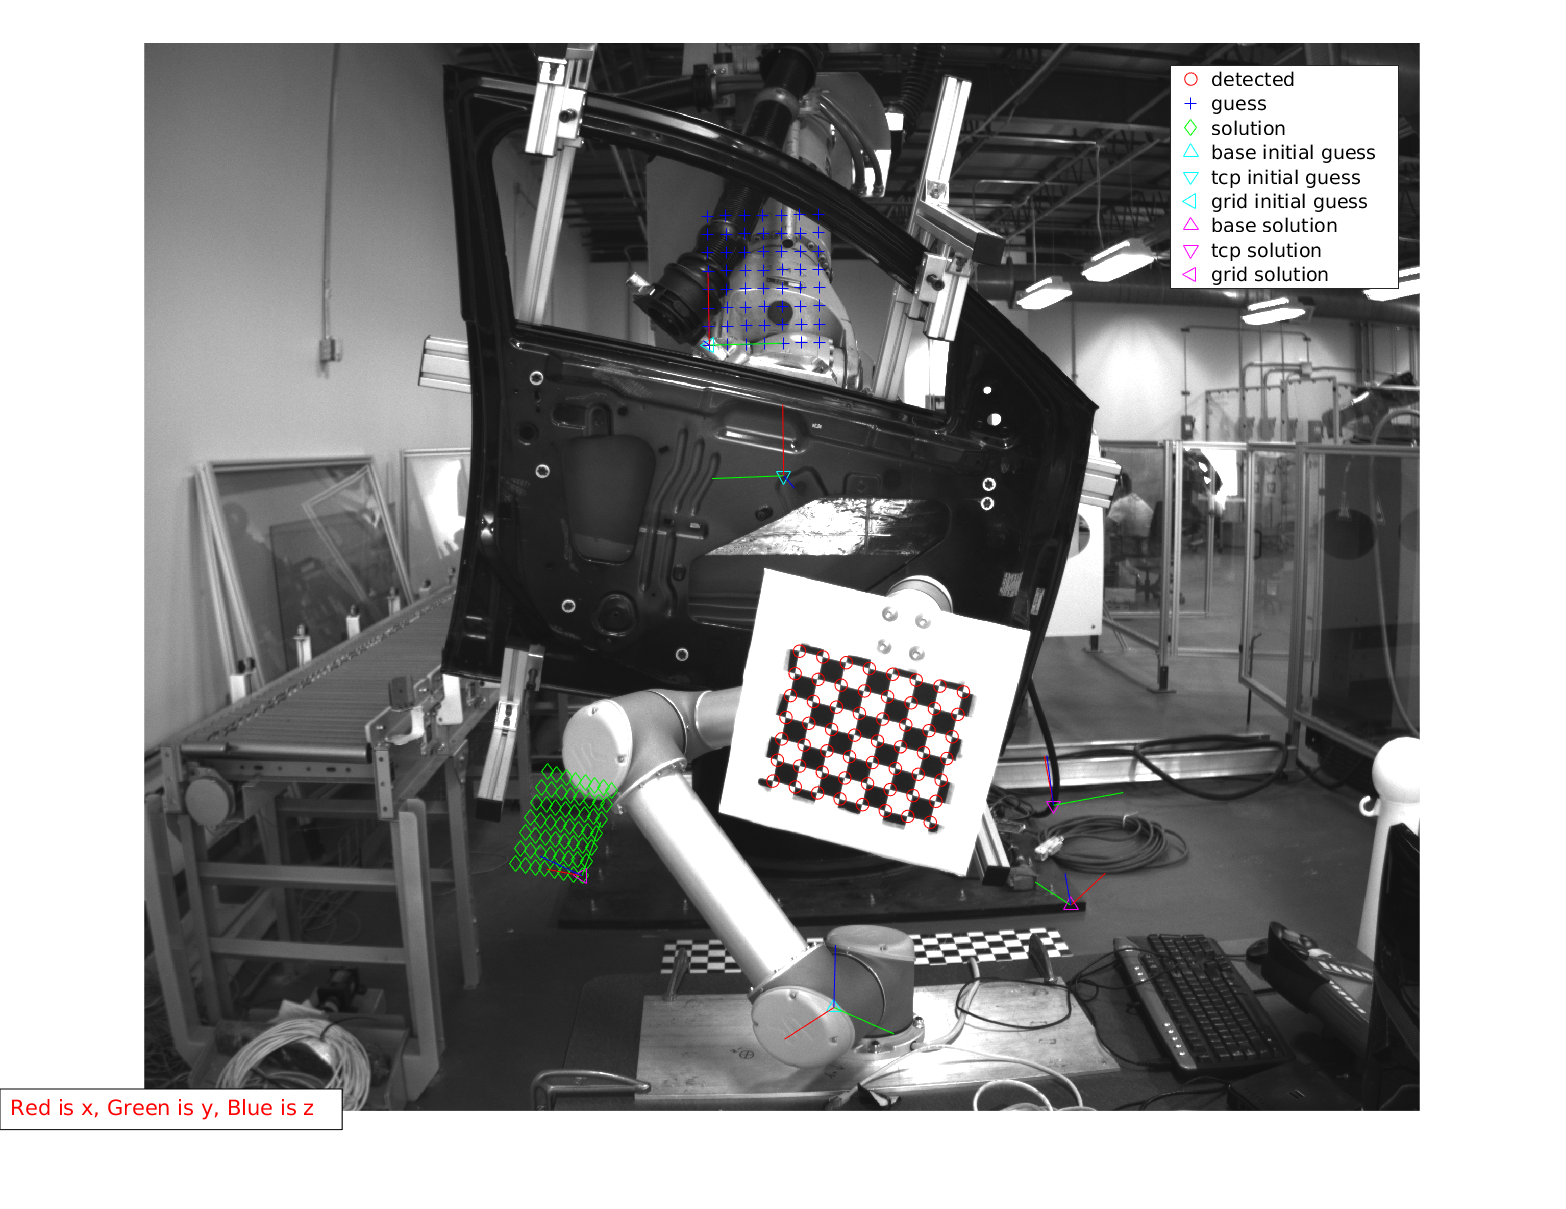 detected
guess
solution
base initial guess
tcp initial guess
grid initial guess
base solution
tcp solution
grid solution
Red is x, Green is y, Blue is z